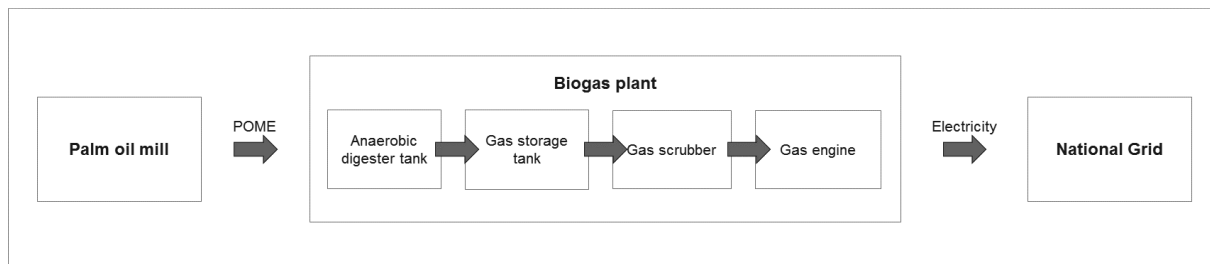 Biogas plant
Palm oil mill
POME
Anaerobic
digester tank
Gas storage
tank
Gas scrubber
Gas engine
Electricity
National Grid